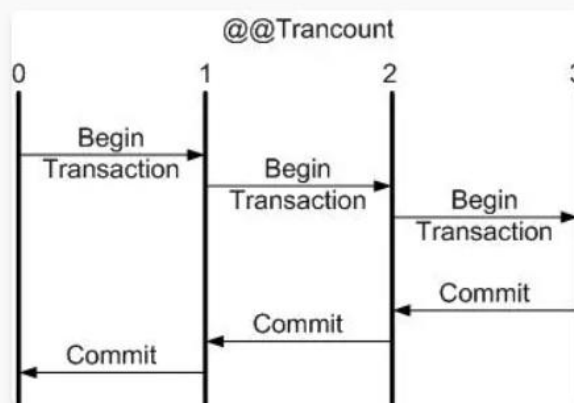 @@Trancount
0 1 2
Begin
Transaction
Begin
Transaction
Begin
Transaction
Commit
Commit
Commit